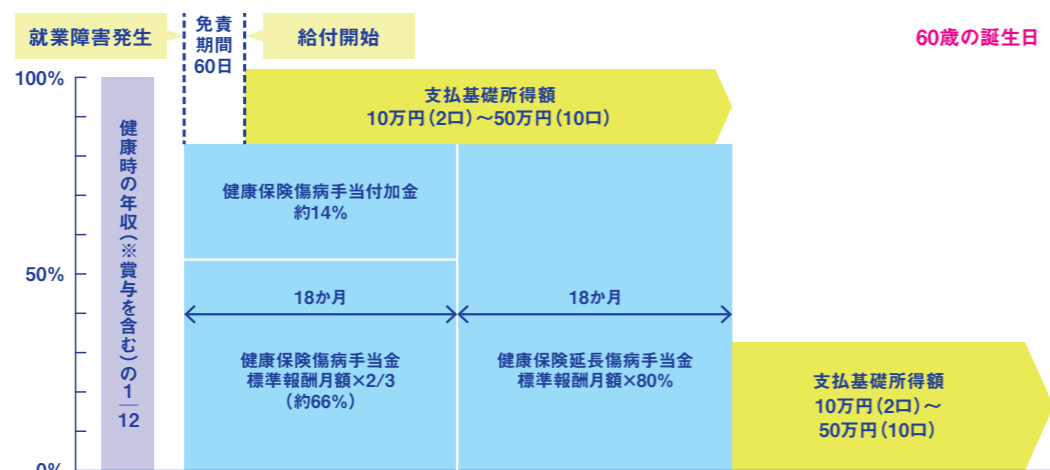 就業障害発生
免責
期間
60日
給付開始
60歳の誕生日
100%
50%
0%
健康時の年収(※賞与を含む)の1/12
支払基礎所得額
10万円(2口)〜50万円(10口)
健康保険傷病手当付加金
約14%
18か月
18か月
健康保険傷病手当金
標準報酬月額×2/3
(約66%)
健康保険延長傷病手当金
標準報酬月額×80%
支払基礎所得額
10万円(2口)〜
50万円(10口)